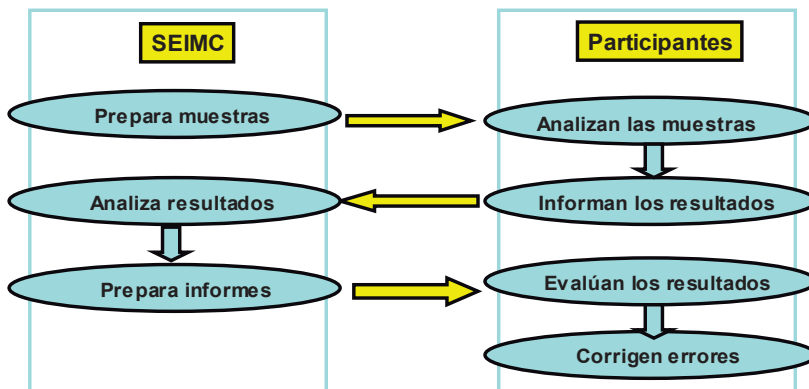 SEIMC
Participantes
Prepara muestras
Analizan las muestras
Analiza resultados
Informan los resultados
Prepara informes
Evalúan los resultados
Corrigen errores